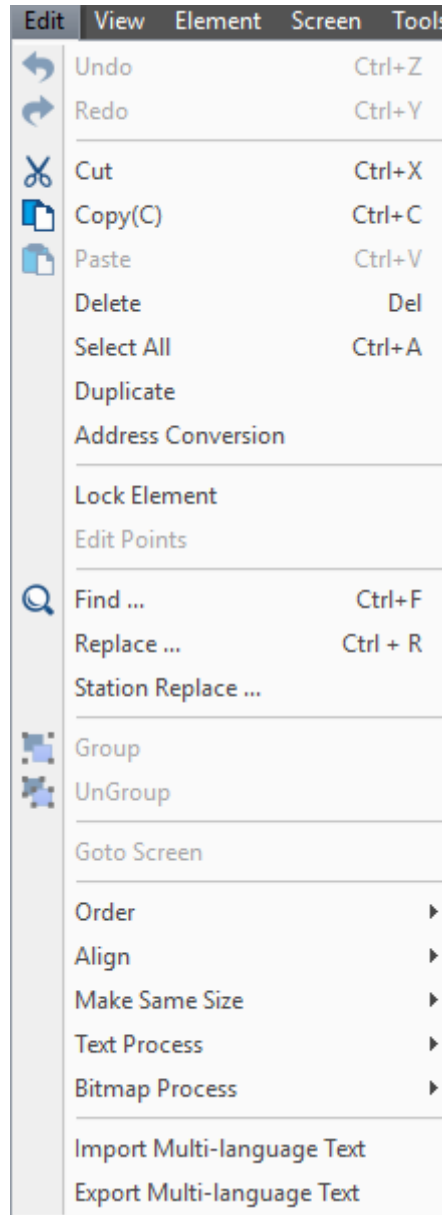 Edit View Element Screen Tools
Undo Ctrl+Z
Redo Ctrl+Y
Cut Ctrl+X
Copy(C) Ctrl+C
Paste Ctrl+V
Delete Del
Select All Ctrl+A
Duplicate
Address Conversion
Lock Element
Edit Points
Find ... Ctrl+F
Replace ... Ctrl + R
Station Replace ...
Group
UnGroup
Goto Screen
Order
Align
Make Same Size
Text Process
Bitmap Process
Import Multi-language Text
Export Multi-language Text